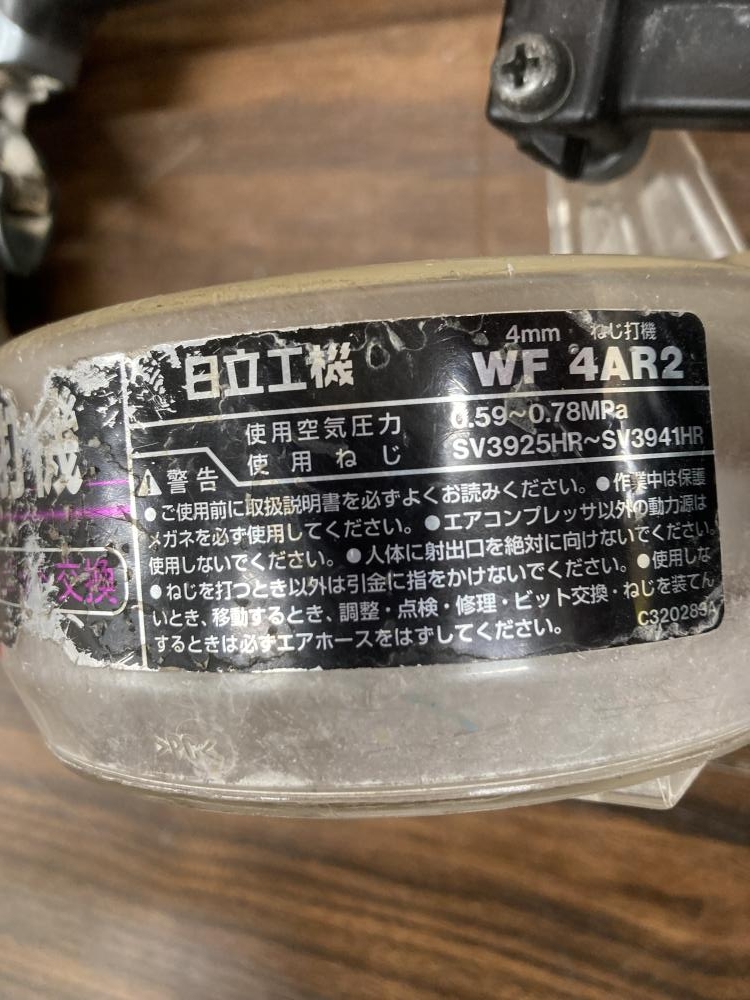 4mm ねじ打機
日立工機 WF 4AR2
使用空気圧力 0.59~0.78MPa
使用ねじ SV3925HR~SV3941HR
警告
●ご使用前に取扱説明書を必ずよくお読みください。●作業中は保護
メガネを必ず使用してください。●エアコンプレッサ以外の動力源は
使用しないでください。●人体に射出口を絶対に向けないでください。
●ねじを打つとき以外は引金に指をかけないでください。●使用しな
いとき、移動するとき、調整・点検・修理・ビット交換・ねじを装てん
するときは必ずエアホースをはずしてください。
機
交換
>PC<